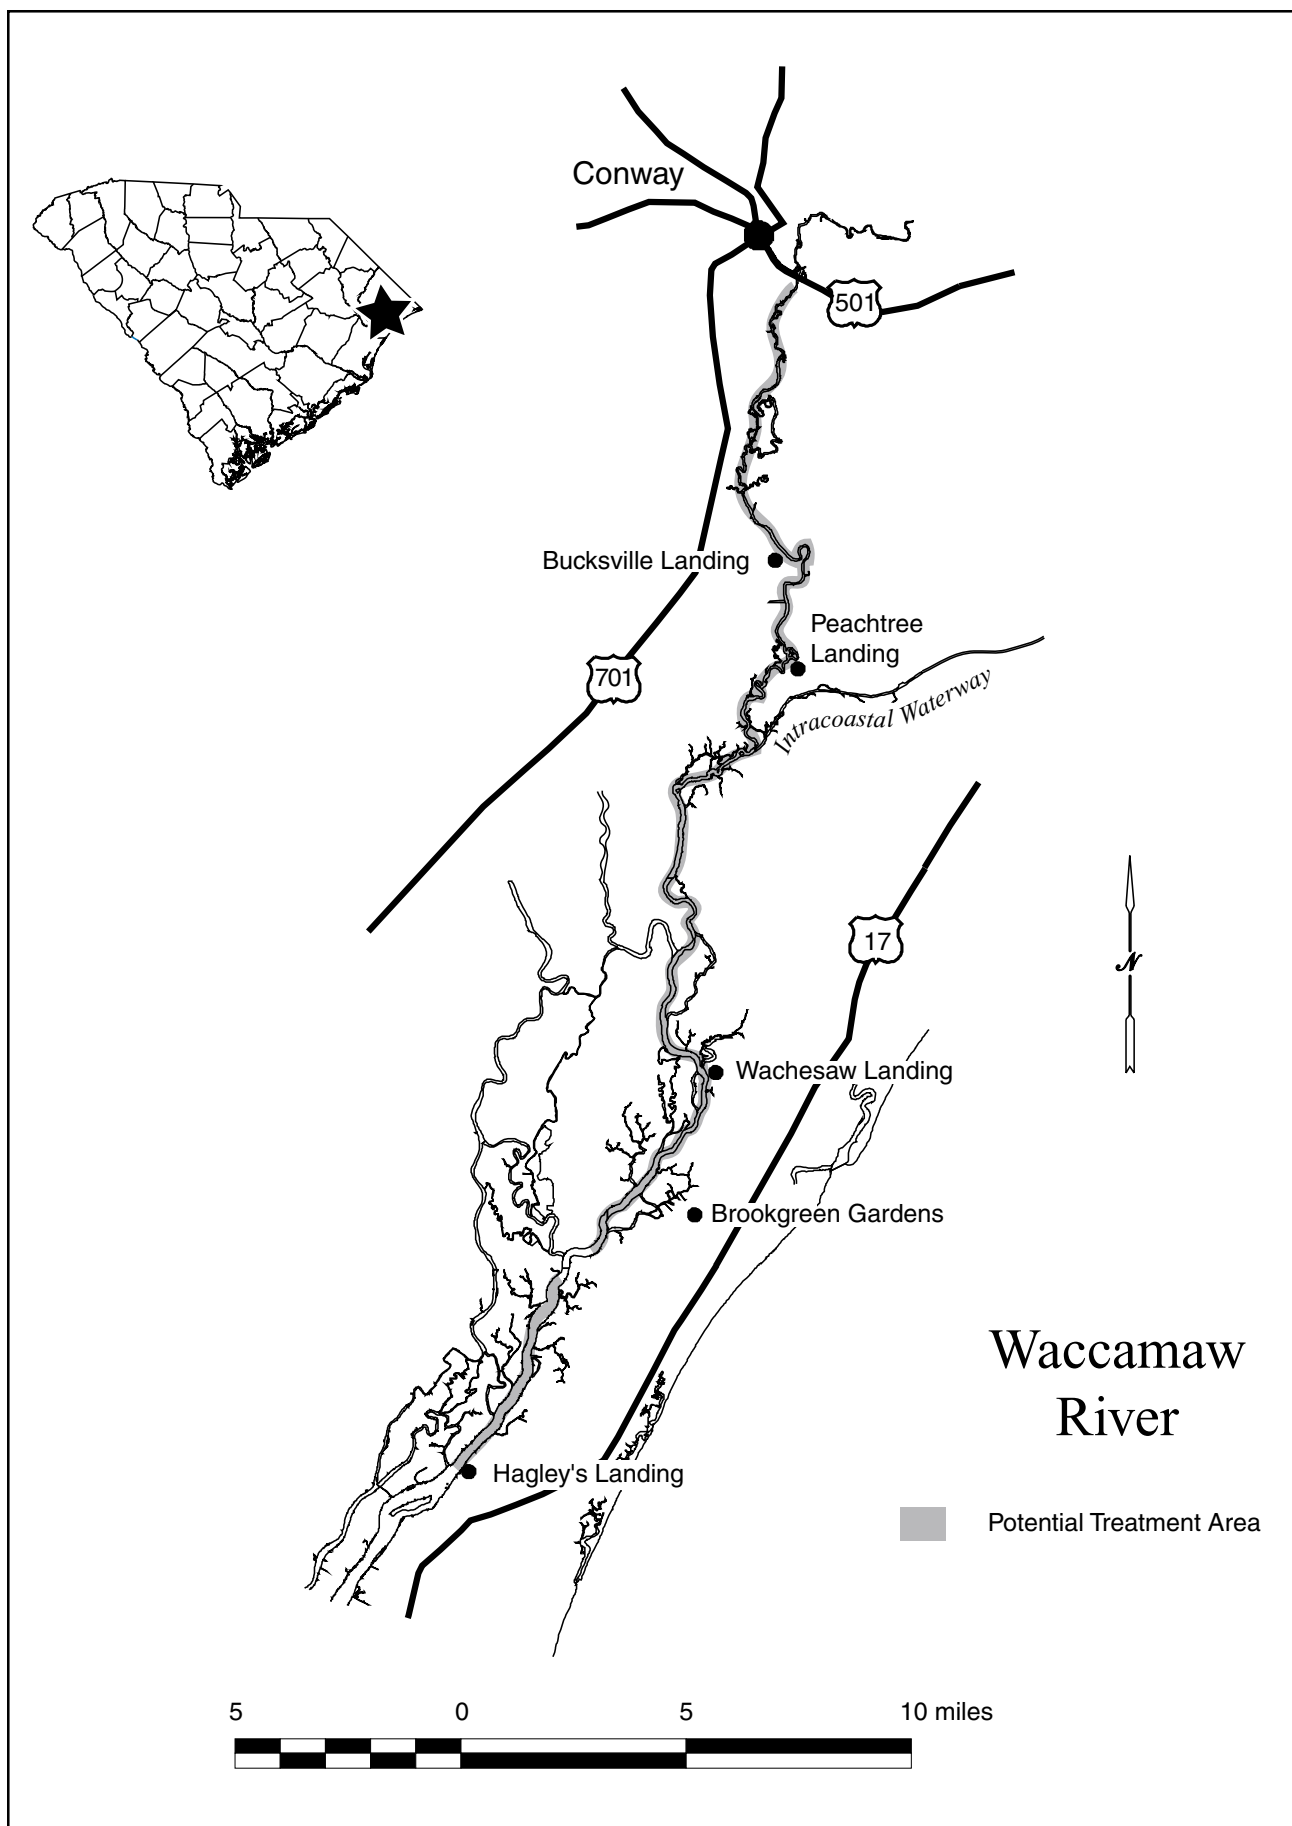 Conway
501
Bucksville Landing
Peachtree
Landing
701
Intracoastal Waterway
17
N
Wachesaw Landing
Brookgreen Gardens
Waccamaw
River
Hagley's Landing
Potential Treatment Area
5 0 5 10 miles